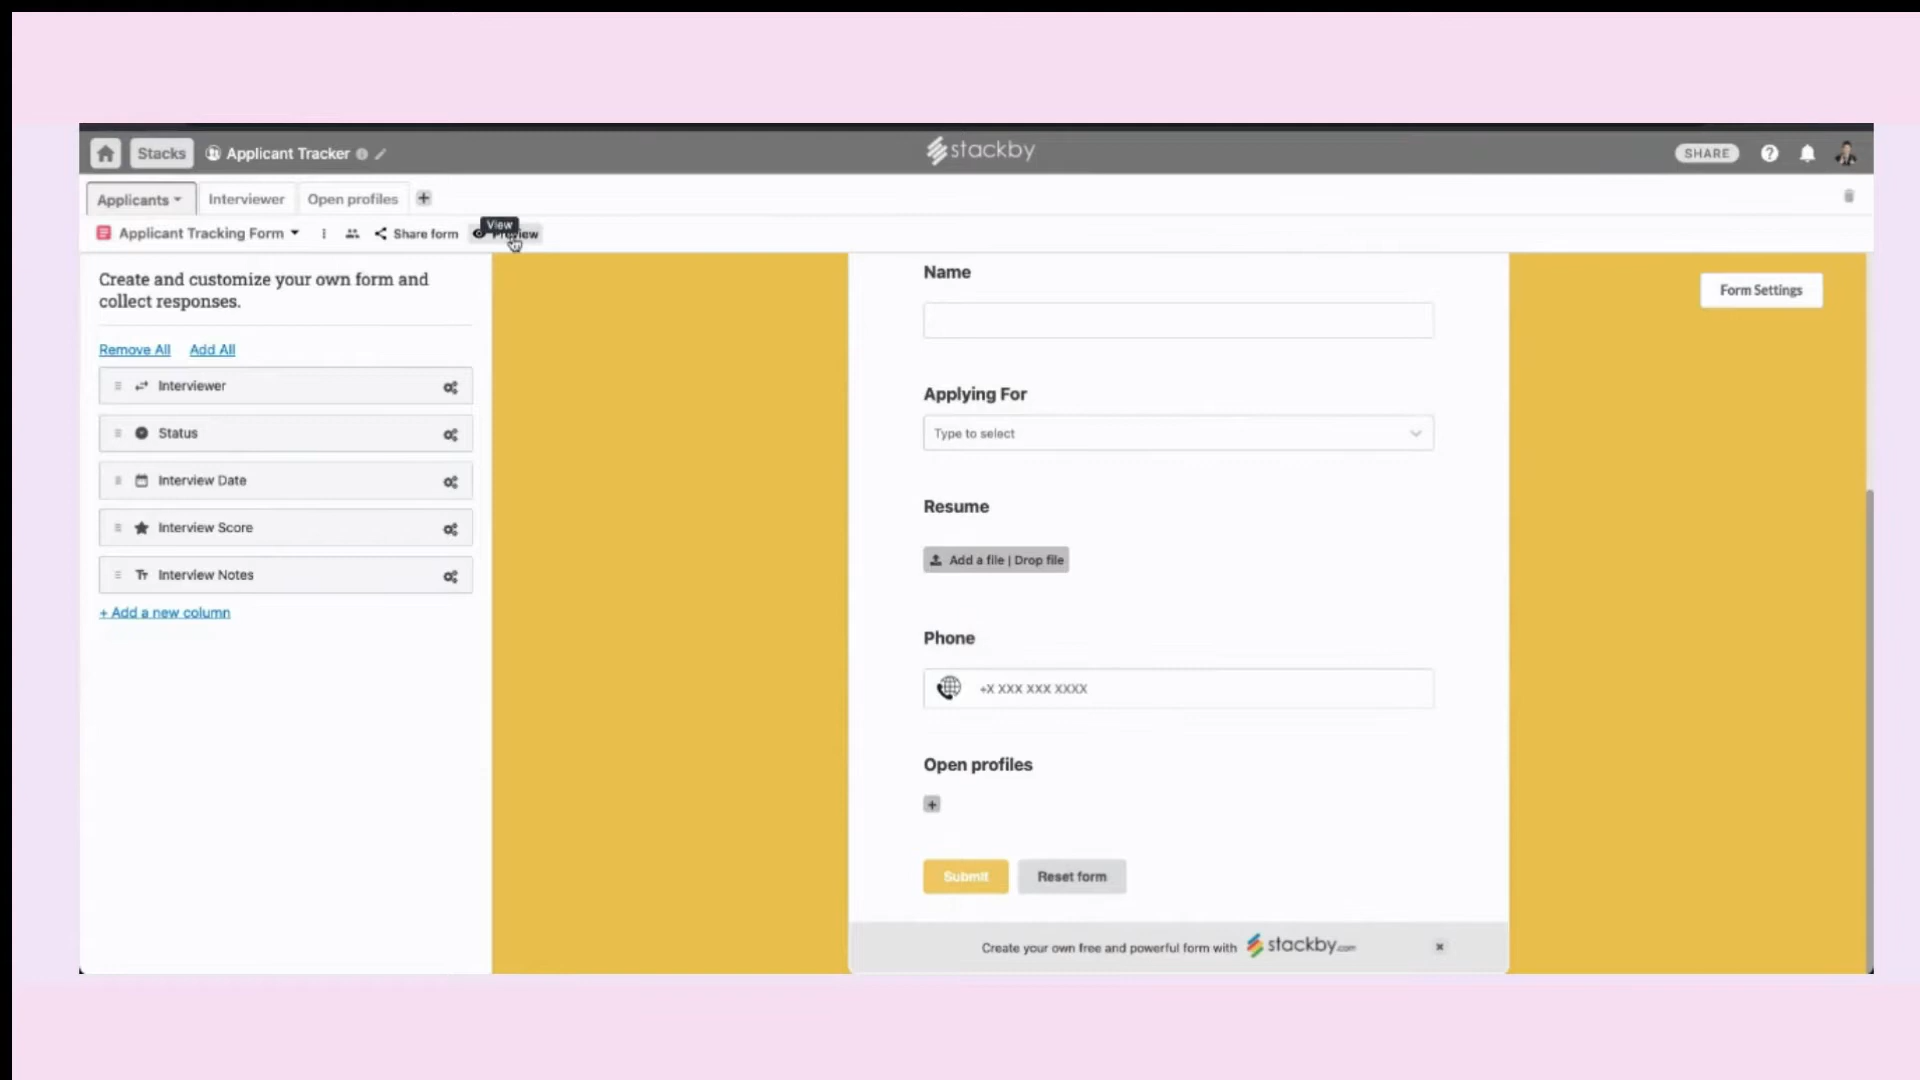 Stacks
Applicant Tracker
stackby
SHARE
Applicants
Interviewer
Open profiles
+
View
Applicant Tracking Form
Share form
Preview
Create and customize your own form and
collect responses.
Remove All
Add All
Interviewer
Status
Interview Date
Interview Score
Interview Notes
+ Add a new column
Name
Applying For
Type to select
Resume
Add a file | Drop file
Phone
+X XXX XXX XXXX
Open profiles
+
Submit
Reset form
Create your own free and powerful form with stackby.com
Form Settings